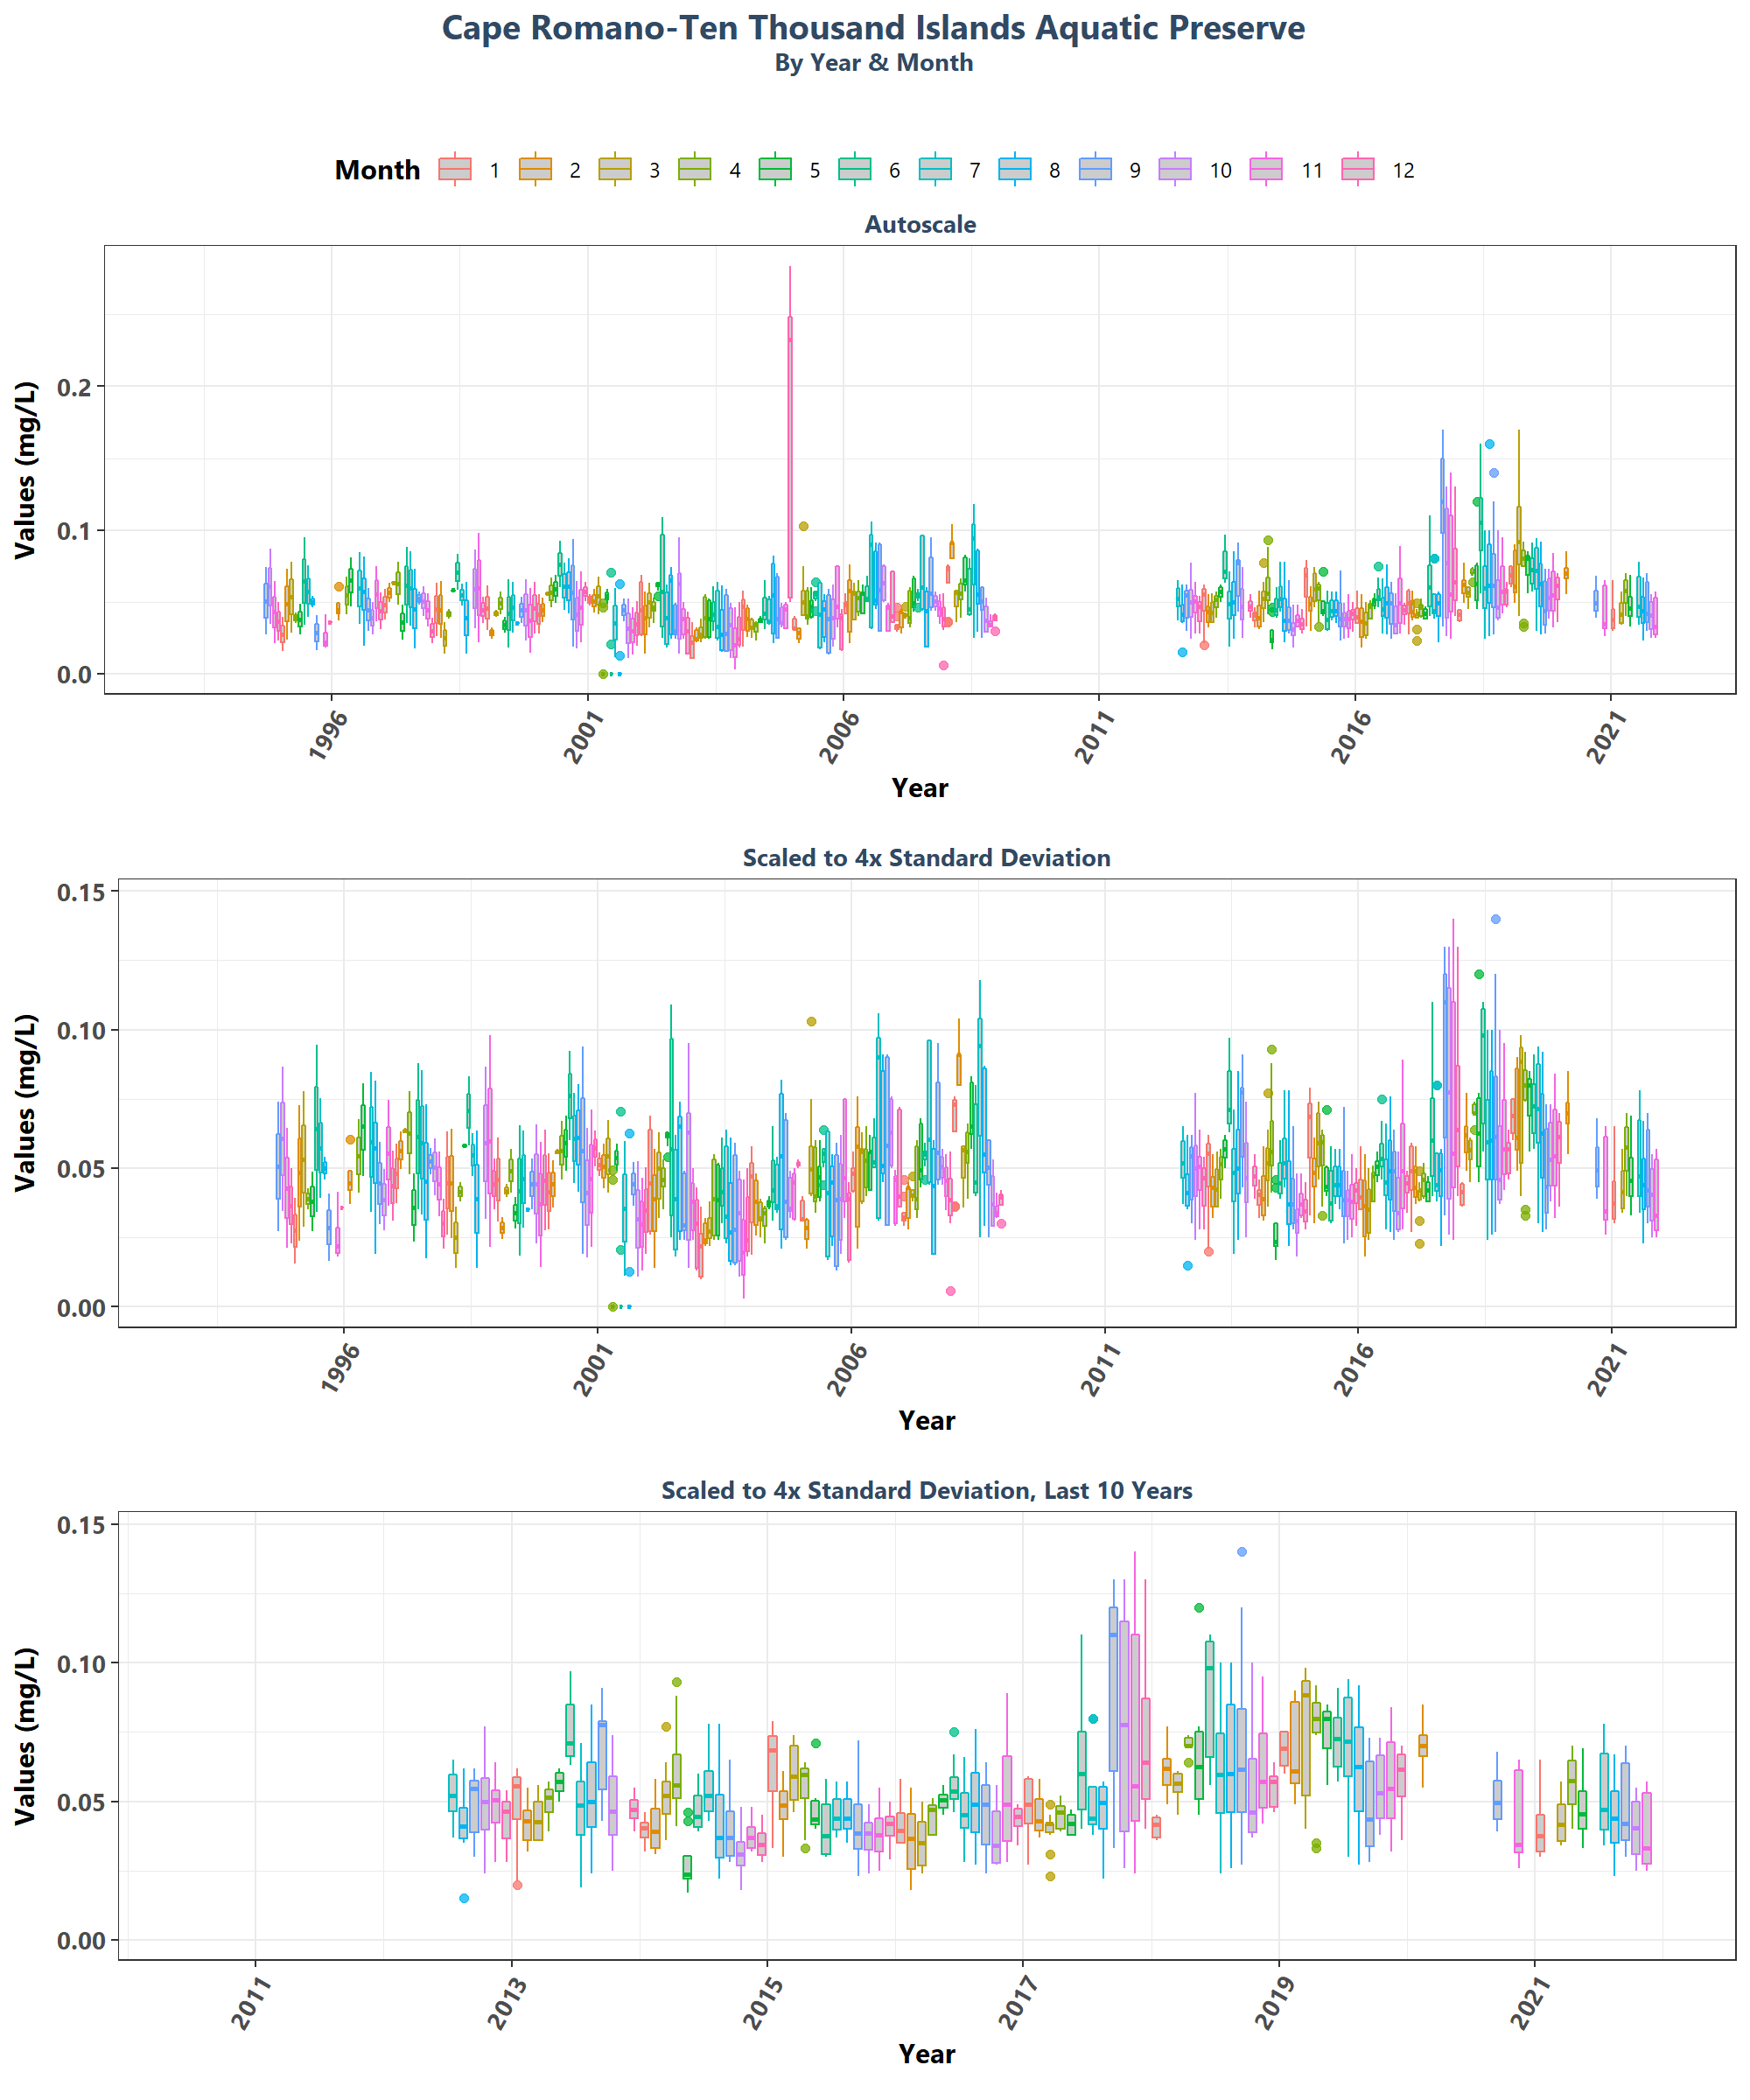 Cape Romano-Ten Thousand Islands Aquatic Preserve
By Year & Month
Month 1 2 3 4 5 6 7 8 9 10 11 12
Autoscale
Values (mg/L)
0.2
0.1
0.0
1996 2001 2006 2011 2016 2021
Year
Scaled to 4x Standard Deviation
Values (mg/L)
0.15
0.10
0.05
0.00
1996 2001 2006 2011 2016 2021
Year
Scaled to 4x Standard Deviation, Last 10 Years
Values (mg/L)
0.15
0.10
0.05
0.00
2011 2013 2015 2017 2019 2021
Year